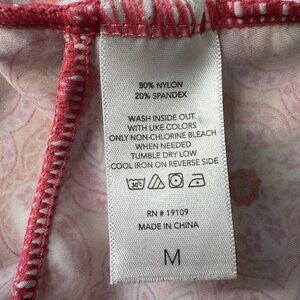 80% NYLON
20% SPANDEX
WASH INSIDE OUT
WITH LIKE COLORS
ONLY NON-CHLORINE BLEACH
WHEN NEEDED
TUMBLE DRY LOW
COOL IRON ON REVERSE SIDE
RN # 19109
MADE IN CHINA
M